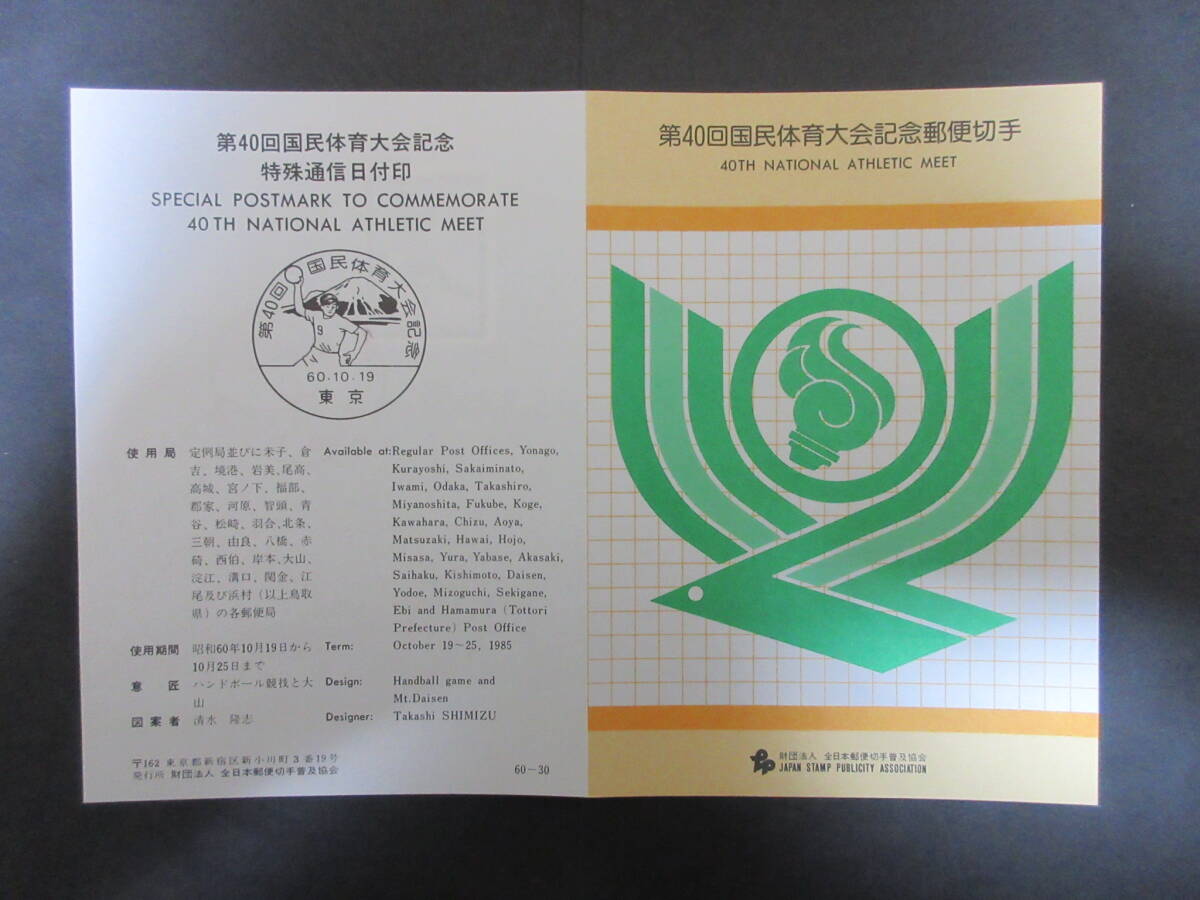 第40回国民体育大会記念
特殊通信日付印
SPECIAL POSTMARK TO COMMEMORATE
40TH NATIONAL ATHLETIC MEET
第40回国民体育大会記念
9
60.10.19
東京
使用局 定例局並びに米子、倉
吉、境港、岩美、尾高、
高城、宮ノ下、福部、
郡家、河原、智頭、青
谷、松崎、羽合、北条、
三朝、由良、八橋、赤
碕、西伯、岸本、大山、
淀江、溝口、関金、江
尾及び浜村（以上鳥取
県）の各郵便局
Available at: Regular Post Offices, Yonago,
Kurayoshi, Sakaiminato,
Iwami, Odaka, Takashiro,
Miyanoshita, Fukube, Koge,
Kawahara, Chizu, Aoya,
Matsuzaki, Hawai, Hojo,
Misasa, Yura, Yabase, Akasaki,
Saihaku, Kishimoto, Daisen,
Yodoe, Mizoguchi, Sekigane,
Ebi and Hamamura (Tottori
Prefecture) Post Office
使用期間 昭和60年10月19日から
10月25日まで
Term: October 19~25, 1985
意匠 ハンドボール競技と大
山
Design: Handball game and
Mt.Daisen
図案者 清水 隆志
Designer: Takashi SHIMIZU
〒162 東京都新宿区新小川町3番19号
発行所 財団法人 全日本郵便切手普及協会
60-30
第40回国民体育大会記念郵便切手
40TH NATIONAL ATHLETIC MEET
財団法人 全日本郵便切手普及協会
JAPAN STAMP PUBLICITY ASSOCIATION